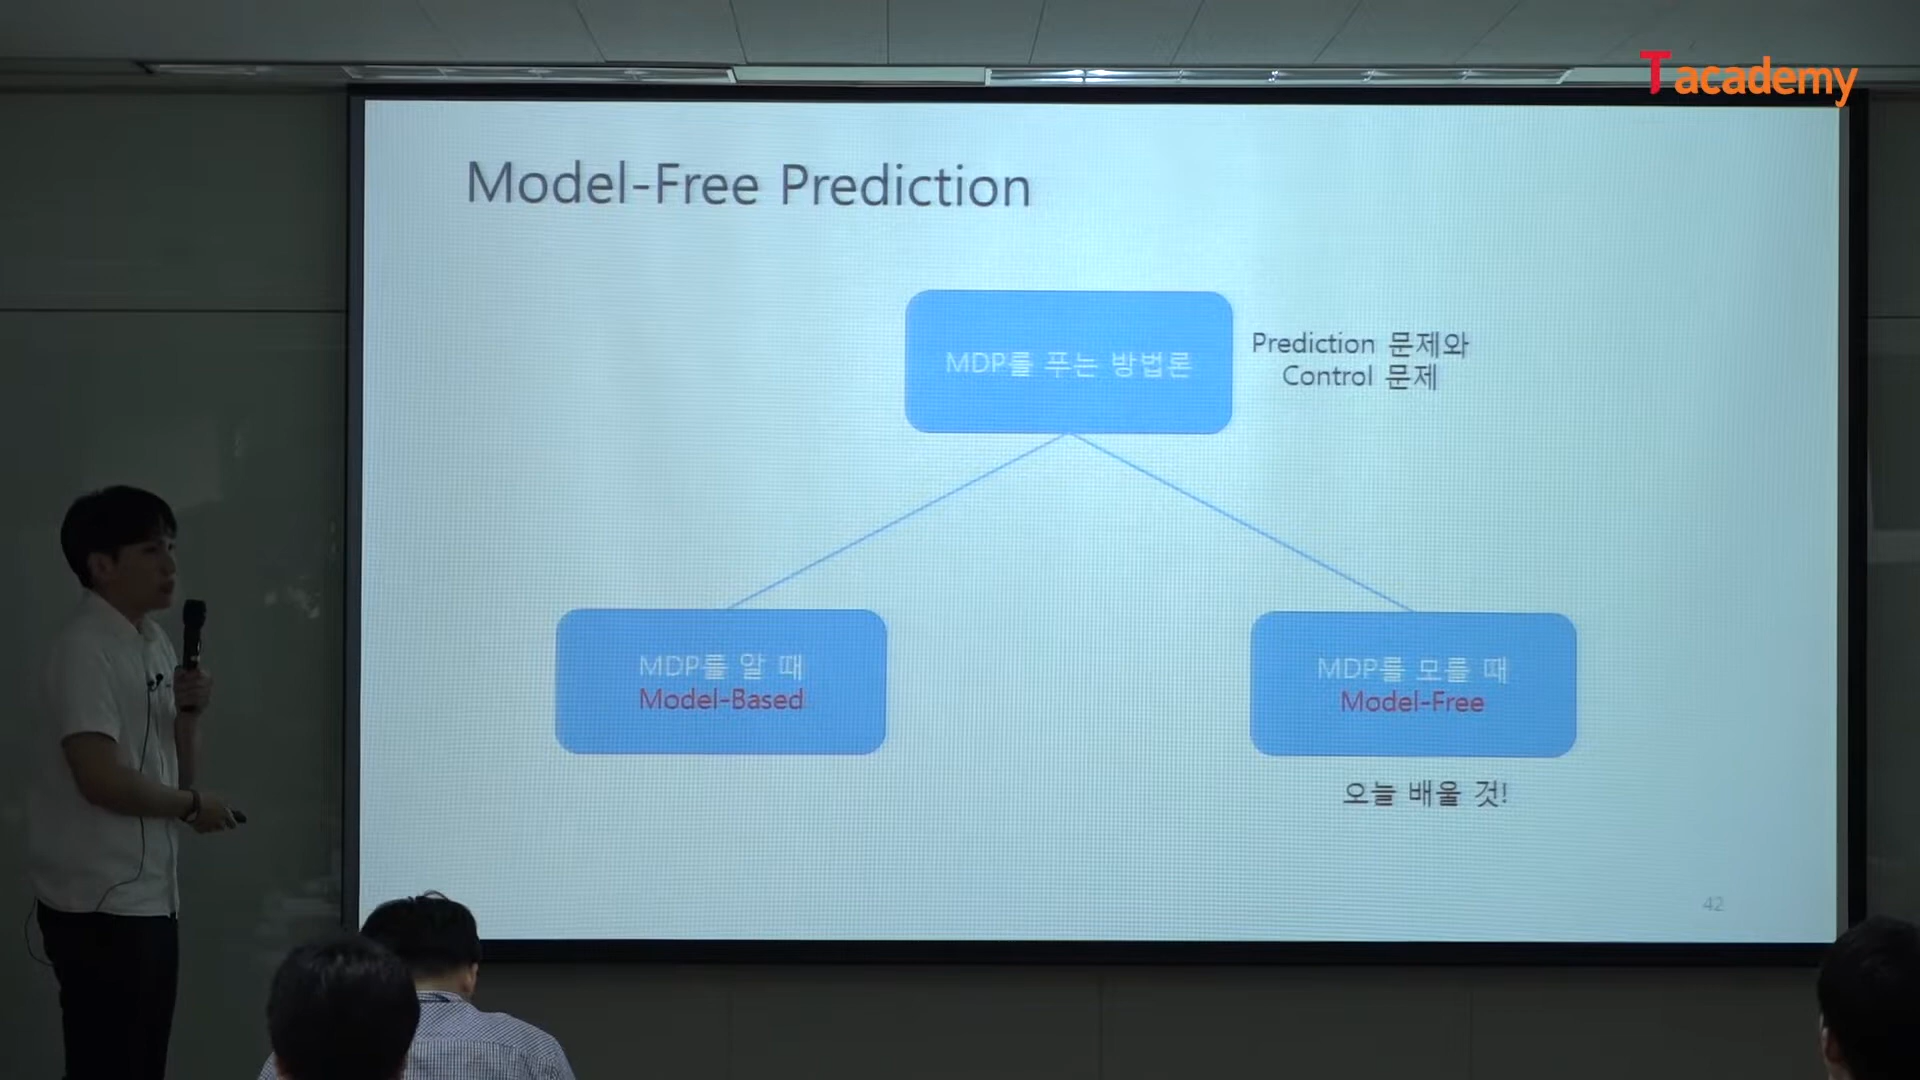 T academy
Model-Free Prediction
MDP를 푸는 방법론
Prediction 문제와
Control 문제
MDP를 알 때
Model-Based
MDP를 모를 때
Model-Free
오늘 배울 것!
42